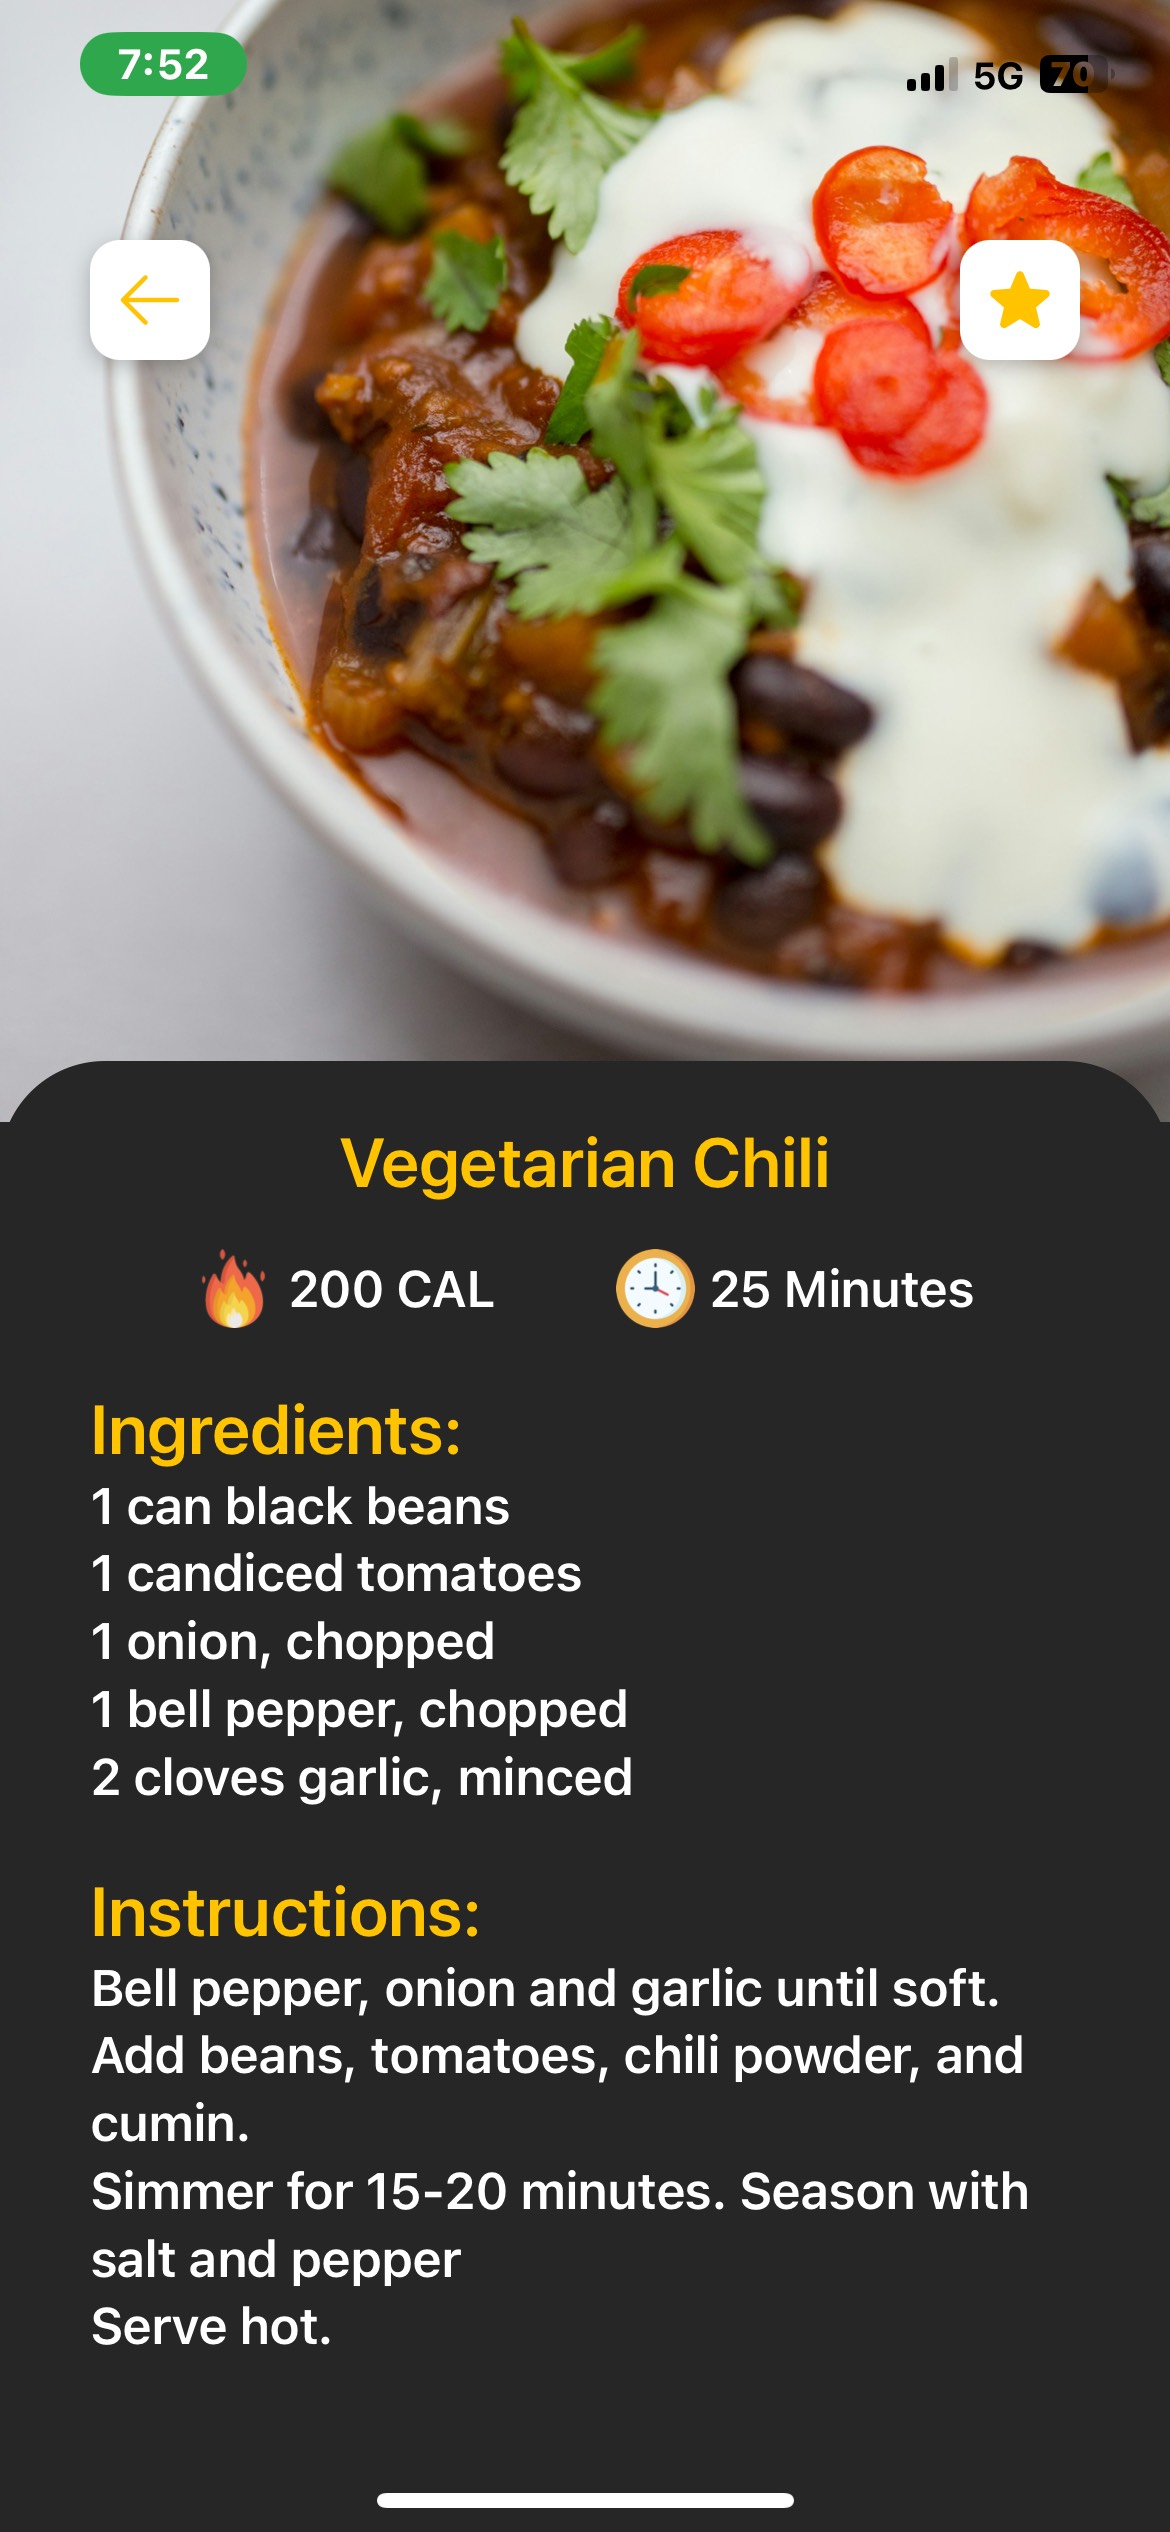 7:52
5G
70
Vegetarian Chili
200 CAL
25 Minutes
Ingredients:
1 can black beans
1 candiced tomatoes
1 onion, chopped
1 bell pepper, chopped
2 cloves garlic, minced
Instructions:
Bell pepper, onion and garlic until soft.
Add beans, tomatoes, chili powder, and
cumin.
Simmer for 15-20 minutes. Season with
salt and pepper
Serve hot.